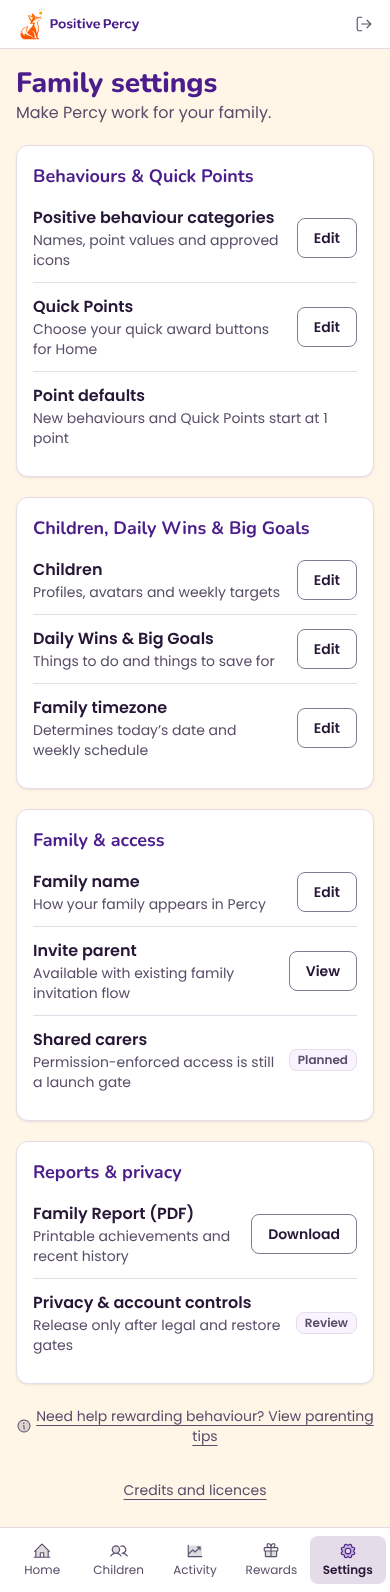 Positive Percy
Family settings
Make Percy work for your family.
Behaviours & Quick Points
Positive behaviour categories
Names, point values and approved
icons
Edit
Quick Points
Choose your quick award buttons
for Home
Edit
Point defaults
New behaviours and Quick Points start at 1
point
Children, Daily Wins & Big Goals
Children
Profiles, avatars and weekly targets
Edit
Daily Wins & Big Goals
Things to do and things to save for
Edit
Family timezone
Determines today’s date and
weekly schedule
Edit
Family & access
Family name
How your family appears in Percy
Edit
Invite parent
Available with existing family
invitation flow
View
Shared carers
Permission-enforced access is still
a launch gate
Planned
Reports & privacy
Family Report (PDF)
Printable achievements and
recent history
Download
Privacy & account controls
Release only after legal and restore
gates
Review
Need help rewarding behaviour? View parenting
tips
Credits and licences
Home
Children
Activity
Rewards
Settings